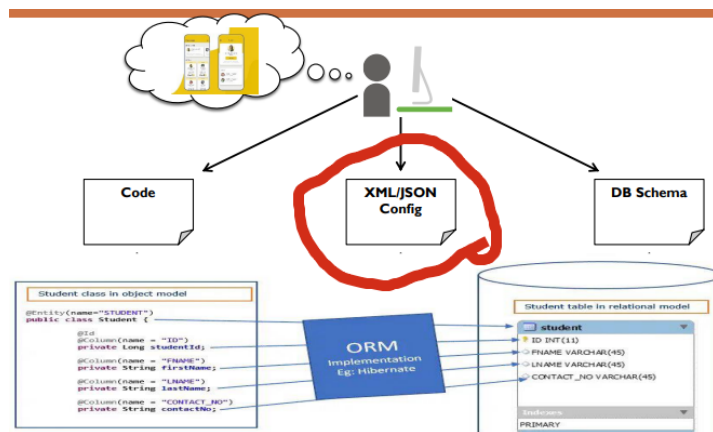 Code
XML/JSON
Config
DB Schema
Student class in object model
@Entity(name="STUDENT")
public class Student {
@Id
@Column(name = "ID")
private Long studentId;
@Column(name = "FNAME")
private String firstName;
@Column(name = "LNAME")
private String lastName;
@Column(name = "CONTACT_NO")
private String contactNo;
ORM
Implementation
Eg: Hibernate
Student table in relational model
student
ID INT(11)
FNAME VARCHAR(45)
LNAME VARCHAR(45)
CONTACT_NO VARCHAR(45)
Indexes
PRIMARY